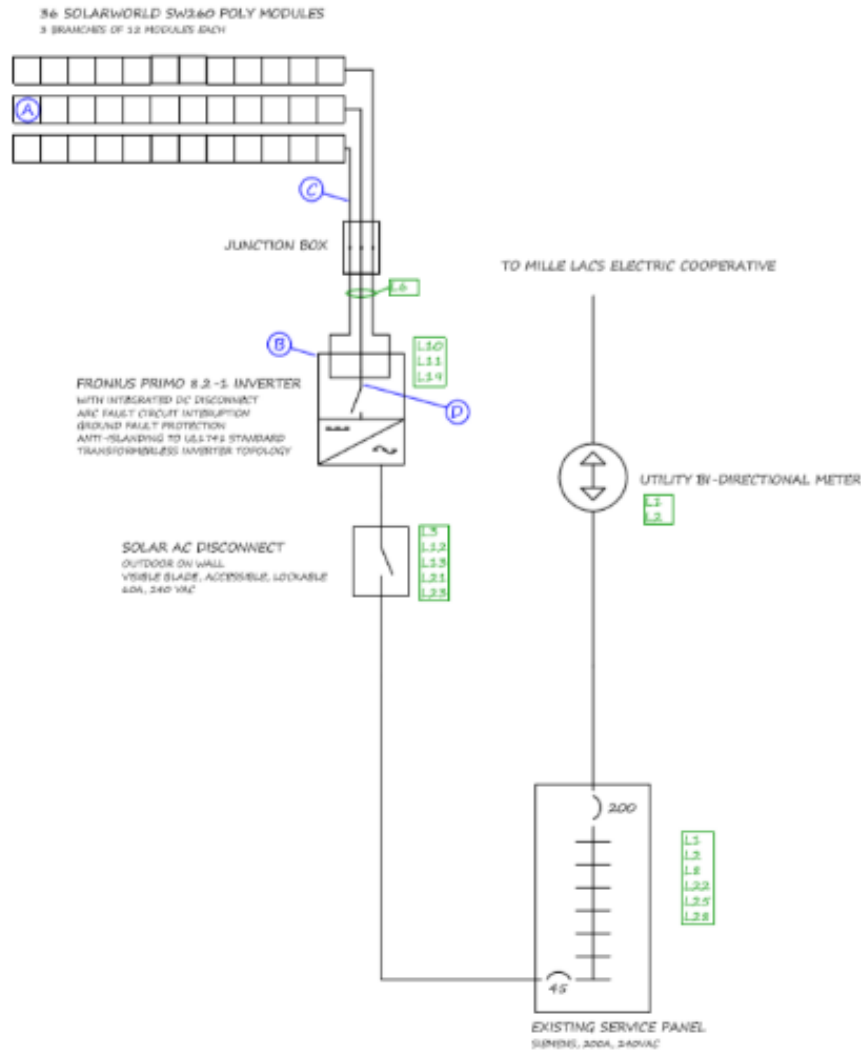 36 SOLARWORLD SW260 POLY MODULES
3 BRANCHES OF 12 MODULES EACH
A
C
JUNCTION BOX
TO MILLE LACS ELECTRIC COOPERATIVE
L6
B
L10
L11
L19
FRONIUS PRIMO 8.2-1 INVERTER
WITH INTEGRATED DC DISCONNECT
ARC FAULT CIRCUIT INTERUPTION
GROUND FAULT PROTECTION
ANTI-ISLANDING TO UL1741 STANDARD
TRANSFORMERLESS INVERTER TOPOLOGY
D
UTILITY BI-DIRECTIONAL METER
L1
L2
SOLAR AC DISCONNECT
OUTDOOR ON WALL
VISIBLE BLADE, ACCESSIBLE, LOCKABLE
60A, 240 VAC
L12
L13
L21
L23
200
L1
L2
L8
L22
L25
L28
45
EXISTING SERVICE PANEL
SIEMENS, 200A, 240VAC